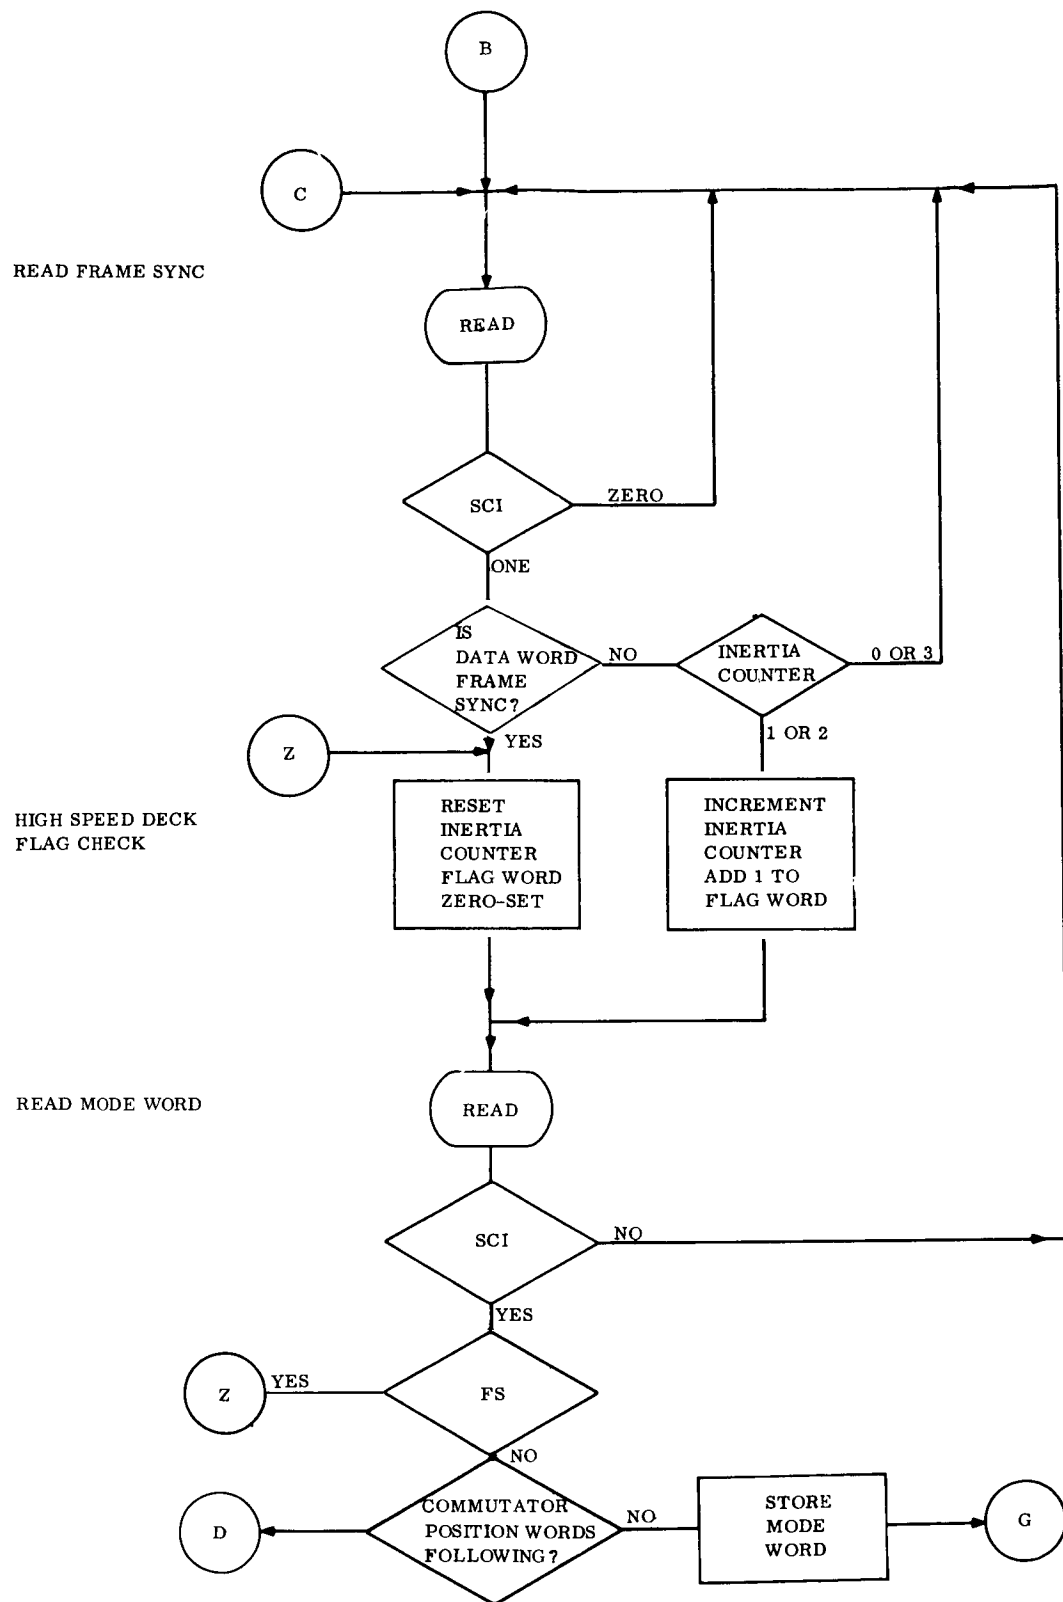 B
C
READ FRAME SYNC
READ
SCI
ZERO
ONE
IS
DATA WORD
FRAME
SYNC?
NO
INERTIA
COUNTER
0 OR 3
Z
YES
1 OR 2
HIGH SPEED DECK
FLAG CHECK
RESET
INERTIA
COUNTER
FLAG WORD
ZERO-SET
INCREMENT
INERTIA
COUNTER
ADD 1 TO
FLAG WORD
READ MODE WORD
READ
SCI
NO
YES
Z
YES
FS
NO
D
COMMUTATOR
POSITION WORDS
FOLLOWING?
NO
STORE
MODE
WORD
G